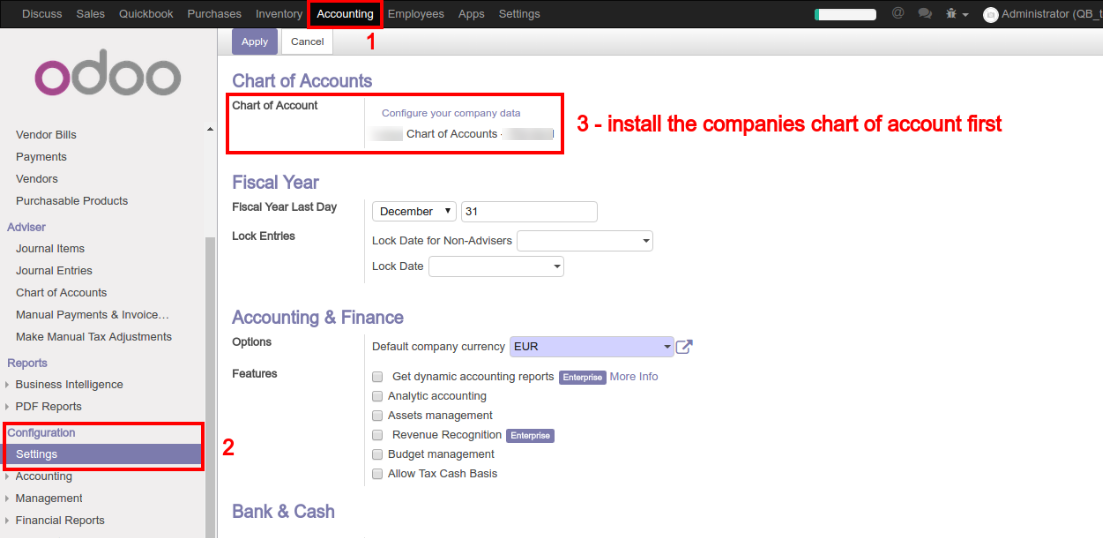 Discuss Sales Quickbook Purchases Inventory Accounting Employees Apps Settings @ Administrator (QB_t
1
Apply Cancel
odoo
Chart of Accounts
Chart of Account
Configure your company data
Chart of Accounts -
3 - install the companies chart of account first
Vendor Bills
Payments
Vendors
Purchasable Products
Adviser
Journal Items
Journal Entries
Chart of Accounts
Manual Payments & Invoice…
Make Manual Tax Adjustments
Reports
Business Intelligence
PDF Reports
Configuration
Settings
2
Accounting
Management
Financial Reports
Fiscal Year
Fiscal Year Last Day December 31
Lock Entries Lock Date for Non-Advisers
Lock Date
Accounting & Finance
Options Default company currency EUR
Features Get dynamic accounting reports Enterprise More Info
Analytic accounting
Assets management
Revenue Recognition Enterprise
Budget management
Allow Tax Cash Basis
Bank & Cash